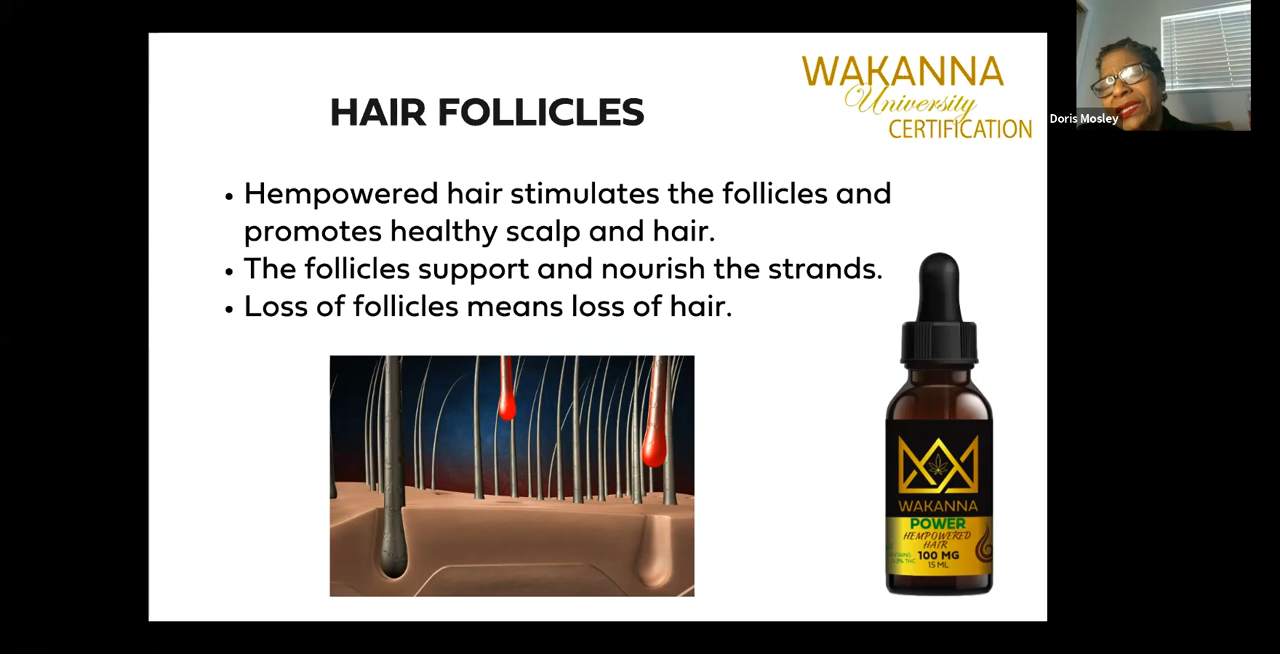 WAKANNA
University
CERTIFICATION
HAIR FOLLICLES
Doris Mosley
• Hempowered hair stimulates the follicles and
promotes healthy scalp and hair.
• The follicles support and nourish the strands.
• Loss of follicles means loss of hair.
WAKANNA
POWER
HEMPOWERED
HAIR
100 MG
15 ML